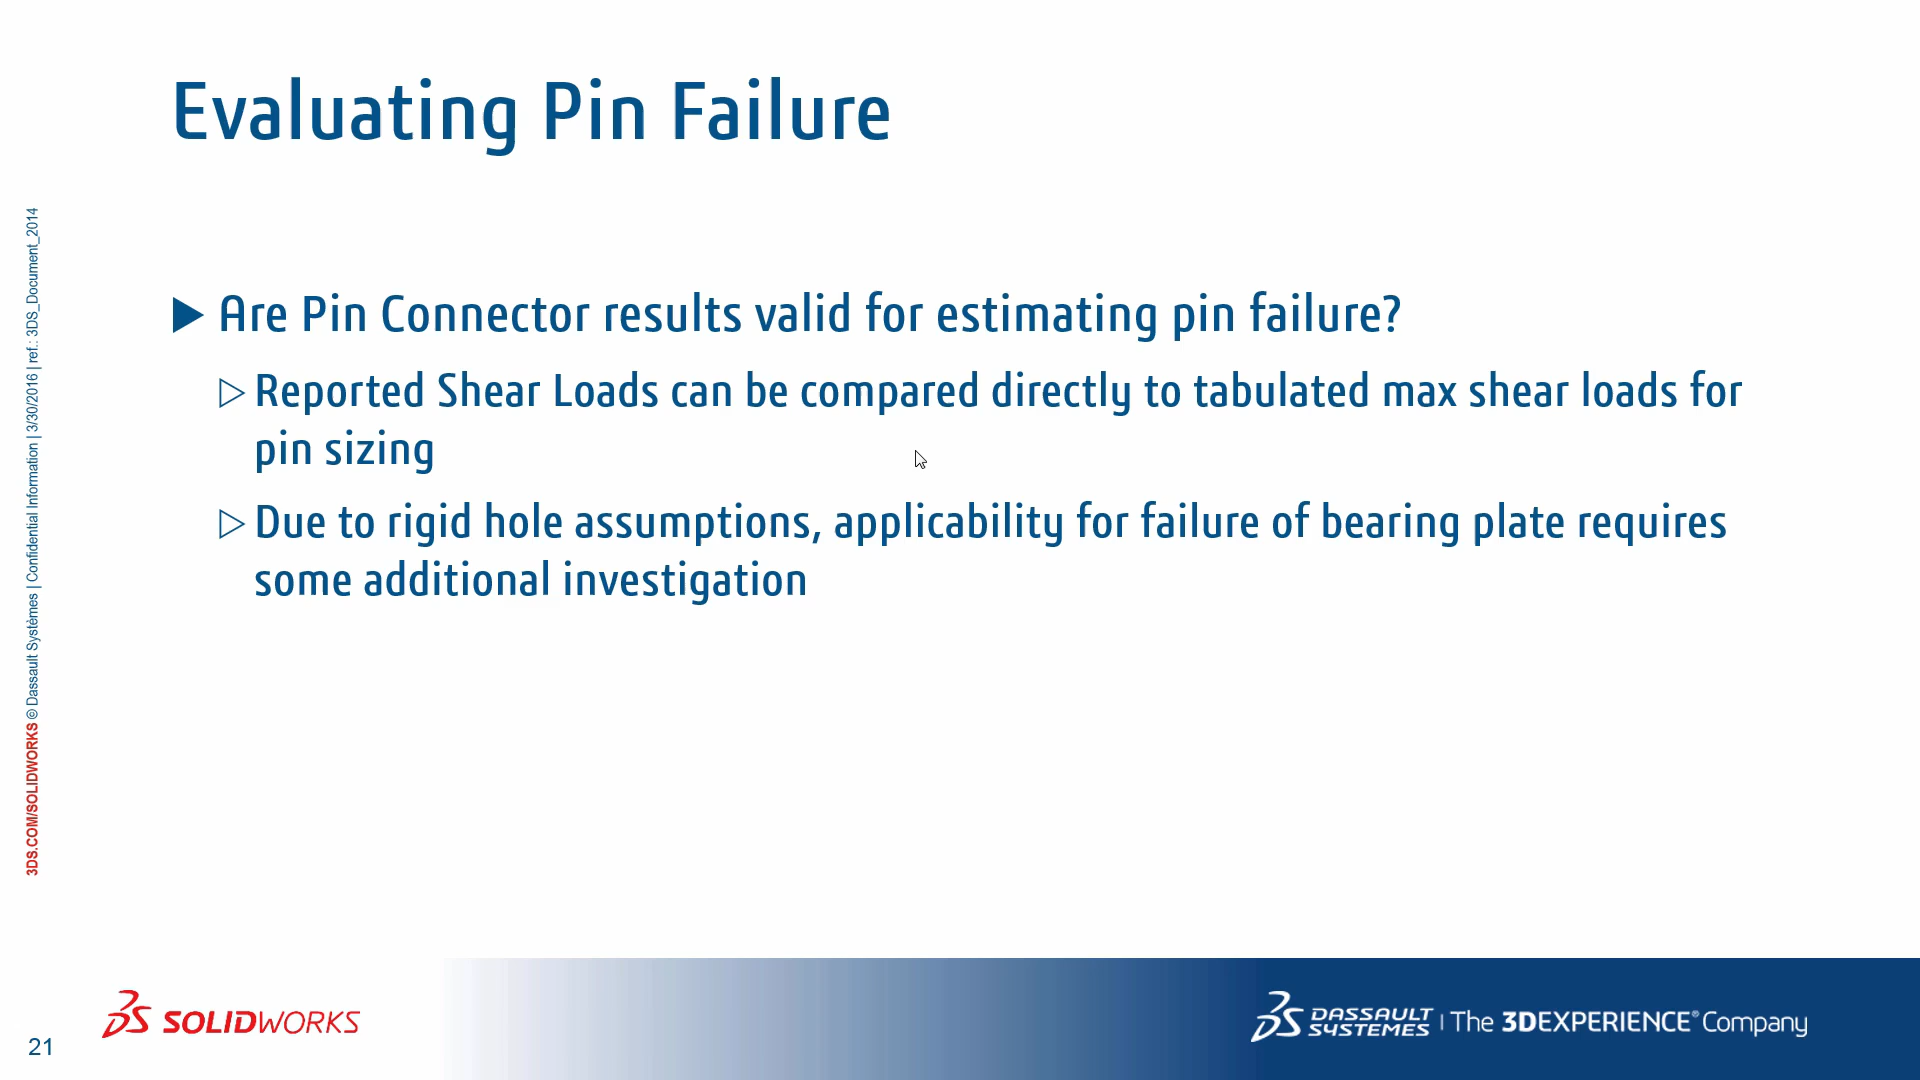 Evaluating Pin Failure
Are Pin Connector results valid for estimating pin failure?
Reported Shear Loads can be compared directly to tabulated max shear loads for
pin sizing
Due to rigid hole assumptions, applicability for failure of bearing plate requires
some additional investigation
3DS.COM/SOLIDWORKS © Dassault Systèmes | Confidential Information | 3/30/2016 | ref.: 3DS_Document_2014
21
SOLIDWORKS
DASSAULT SYSTEMES | The 3DEXPERIENCE® Company